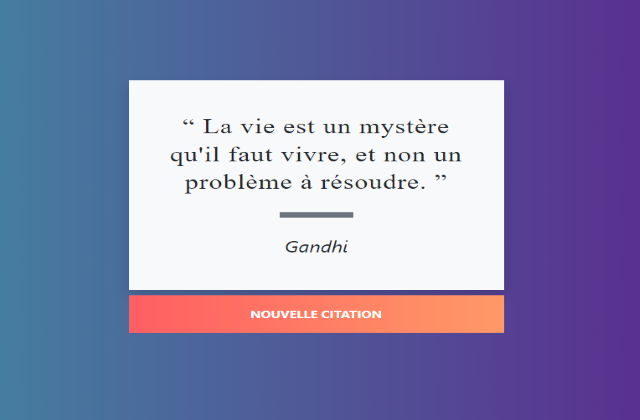 “ La vie est un mystère
qu'il faut vivre, et non un
problème à résoudre. ”
Gandhi
NOUVELLE CITATION